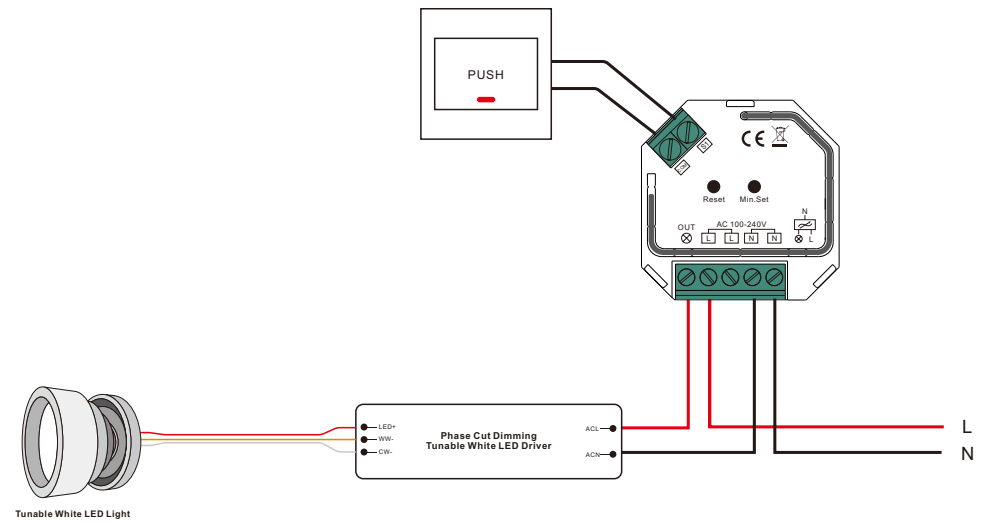 PUSH
S1
COM
CE
Reset
Min.Set
N
OUT
AC 100-240V
L
L
N
N
L
LED+
WW-
CW-
Phase Cut Dimming
Tunable White LED Driver
ACL
ACN
L
N
Tunable White LED Light